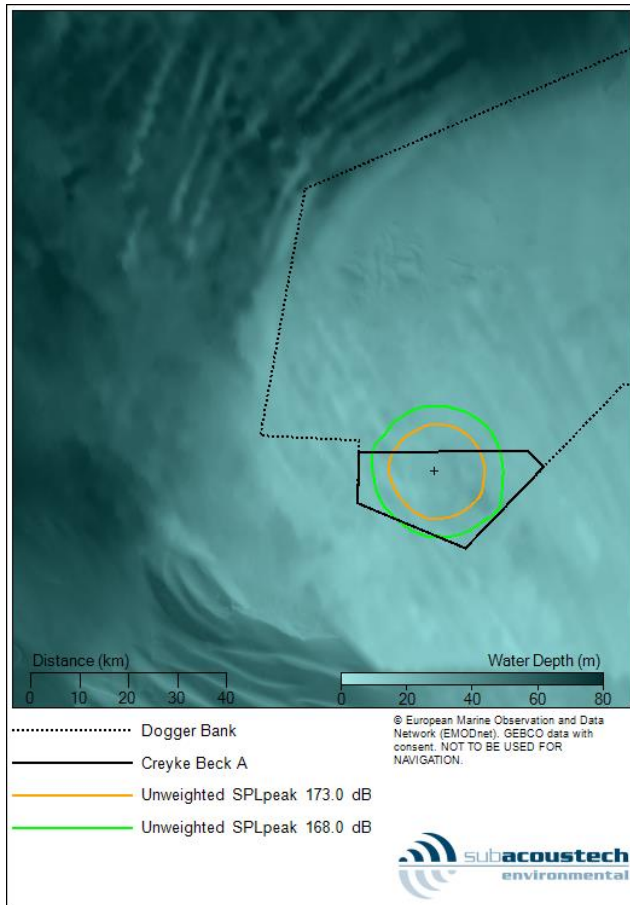 Distance (km)
0 10 20 30 40
Water Depth (m)
0 20 40 60 80
Dogger Bank
Creyke Beck A
Unweighted SPLpeak 173.0 dB
Unweighted SPLpeak 168.0 dB
© European Marine Observation and Data
Network (EMODnet). GEBCO data with
consent. NOT TO BE USED FOR
NAVIGATION.
subacoustech
environmental